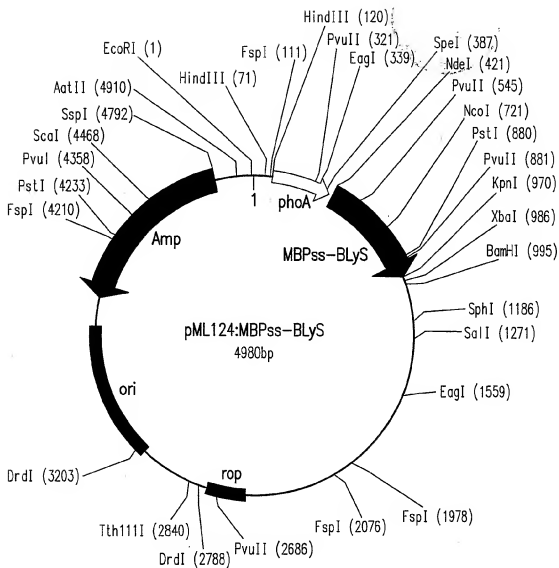 HindIII (120)
PvuII (321)
EcoRI (1)
FspI (111)
EagI (339)
SpeI (387)
NdeI (421)
AatII (4910)
HindIII (71)
PvuII (545)
SspI (4792)
NcoI (721)
ScaI (4468)
PstI (880)
PvuI (4358)
PvuII (881)
PstI (4233)
KpnI (970)
FspI (4210)
XbaI (986)
BamHI (995)
1
phoA
Amp
MBPss-BLyS
SphI (1186)
pML124:MBPss-BLyS
SalI (1271)
4980bp
EagI (1559)
ori
DrdI (3203)
rop
Tth111I (2840)
FspI (1978)
FspI (2076)
DrdI (2788)
PvuII (2686)